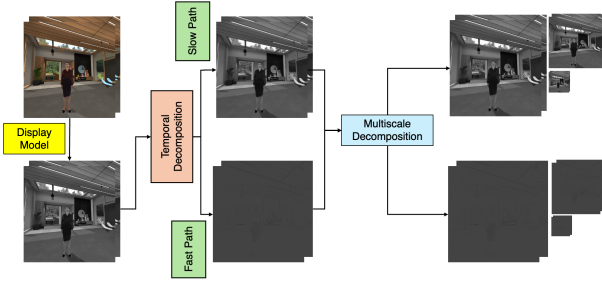 Slow Path
Display
Model
Temporal
Decomposition
Multiscale
Decomposition
Fast Path